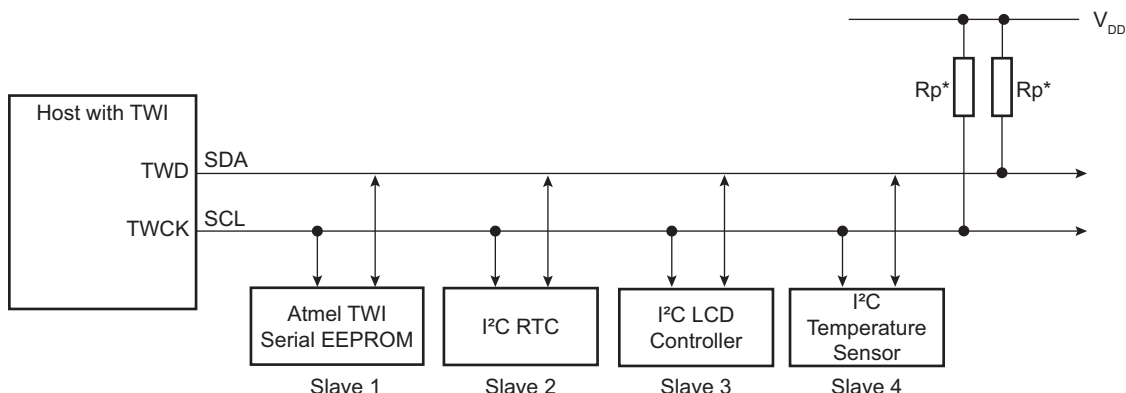 V_DD
Rp*
Rp*
Host with TWI
TWD
SDA
TWCK
SCL
Atmel TWI
Serial EEPROM
I²C RTC
I²C LCD
Controller
I²C
Temperature
Sensor
Slave 1
Slave 2
Slave 3
Slave 4